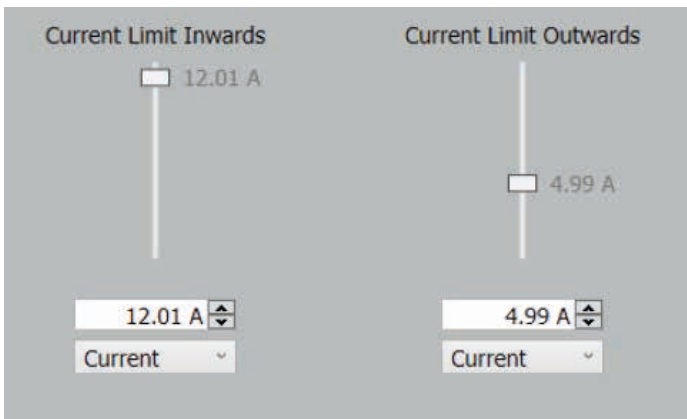 Current Limit Inwards
Current Limit Outwards
12.01 A
4.99 A
12.01 A
4.99 A
Current
Current